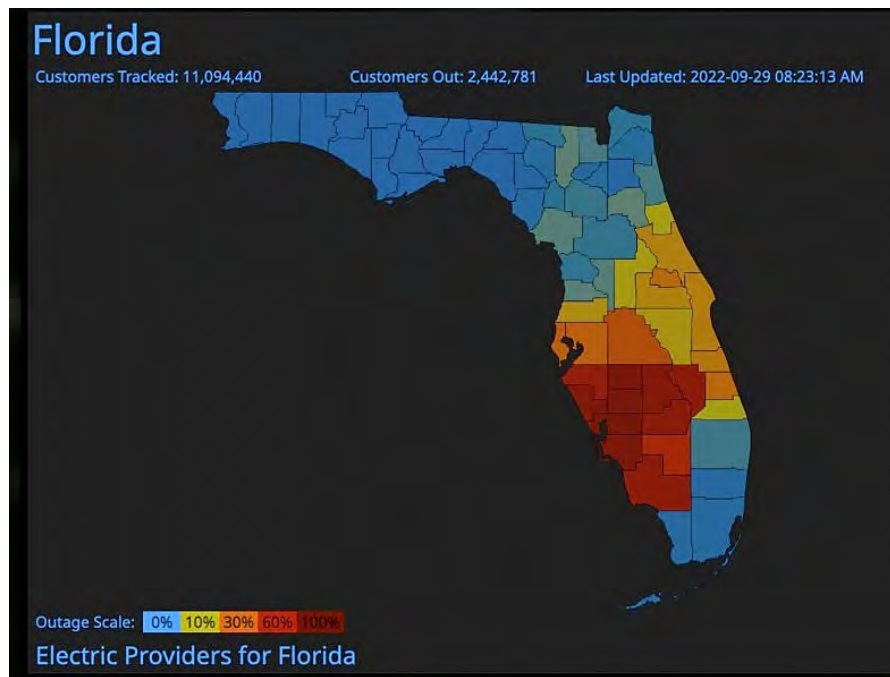 Florida
Customers Tracked: 11,094,440 Customers Out: 2,442,781 Last Updated: 2022-09-29 08:23:13 AM
Outage Scale: 0% 10% 30% 60% 100%
Electric Providers for Florida